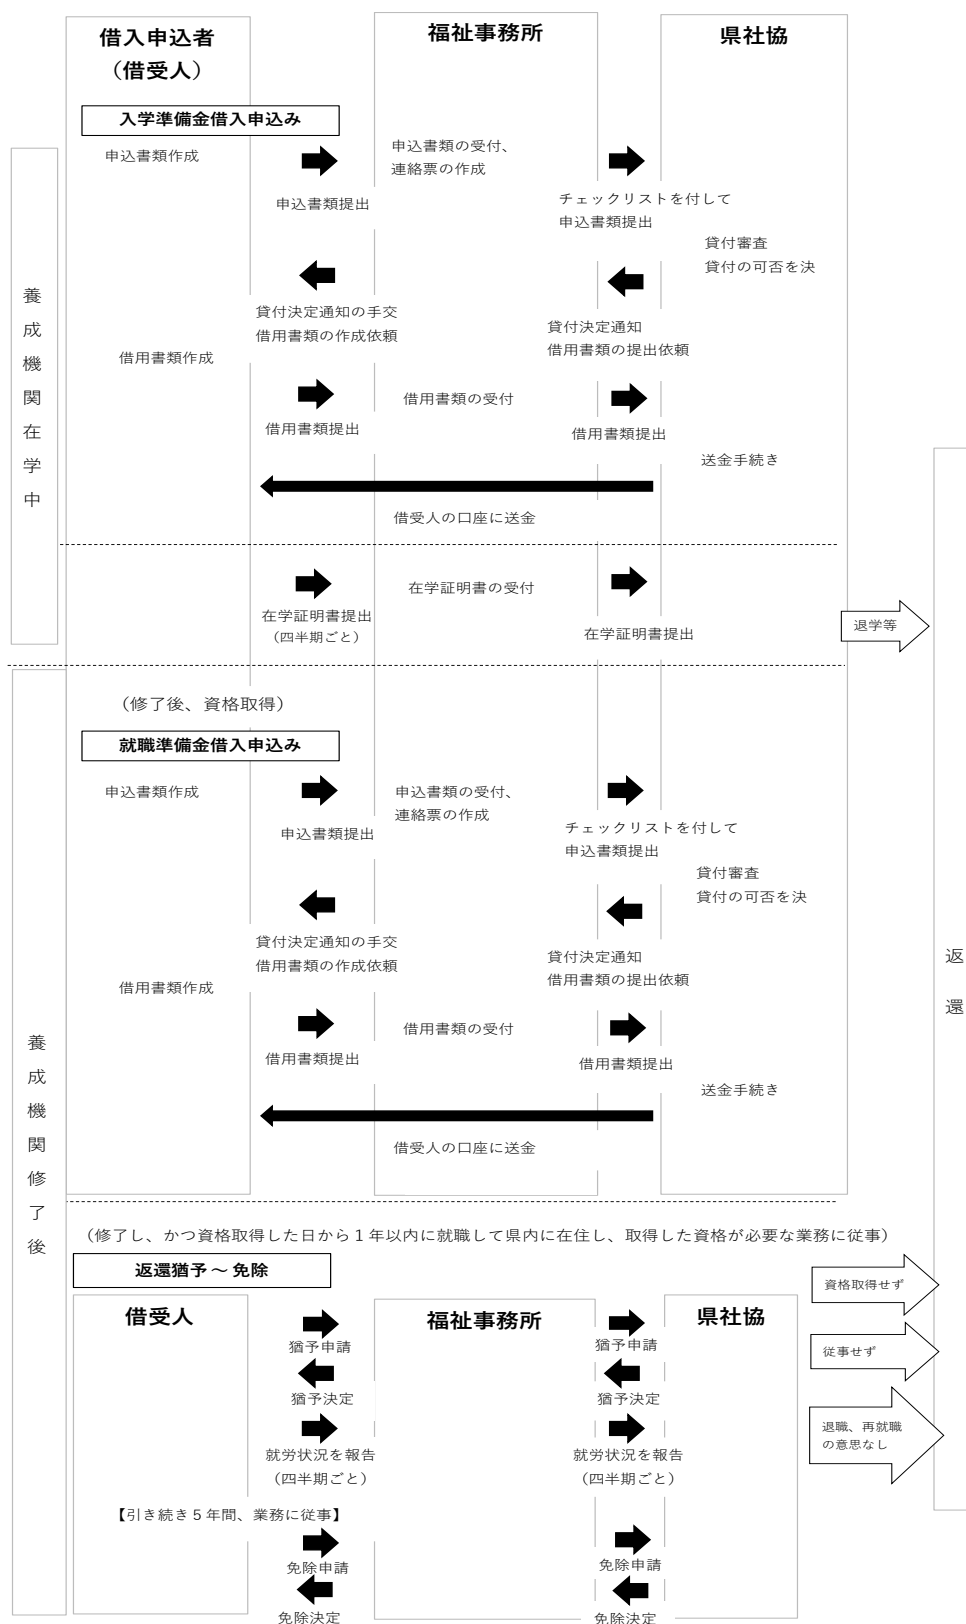 借入申込者
（借受人）
福祉事務所
県社協
養成機関在学中
入学準備金借入申込み
申込書類作成
申込書類提出
申込書類の受付、
連絡票の作成
チェックリストを付して
申込書類提出
貸付審査
貸付の可否を決
貸付決定通知
借用書類の提出依頼
貸付決定通知の手交
借用書類の作成依頼
借用書類作成
借用書類提出
借用書類の受付
借用書類提出
送金手続き
借受人の口座に送金
在学証明書提出
（四半期ごと）
在学証明書の受付
在学証明書提出
退学等
養成機関修了後
（修了後、資格取得）
就職準備金借入申込み
申込書類作成
申込書類提出
申込書類の受付、
連絡票の作成
チェックリストを付して
申込書類提出
貸付審査
貸付の可否を決
貸付決定通知
借用書類の提出依頼
貸付決定通知の手交
借用書類の作成依頼
借用書類作成
借用書類提出
借用書類の受付
借用書類提出
送金手続き
借受人の口座に送金
（修了し、かつ資格取得した日から１年以内に就職して県内に在住し、取得した資格が必要な業務に従事）
返還猶予～免除
借受人
福祉事務所
県社協
猶予申請
猶予申請
猶予決定
猶予決定
就労状況を報告
（四半期ごと）
就労状況を報告
（四半期ごと）
【引き続き５年間、業務に従事】
免除申請
免除申請
免除決定
免除決定
資格取得せず
従事せず
退職、再就職
の意思なし
返還